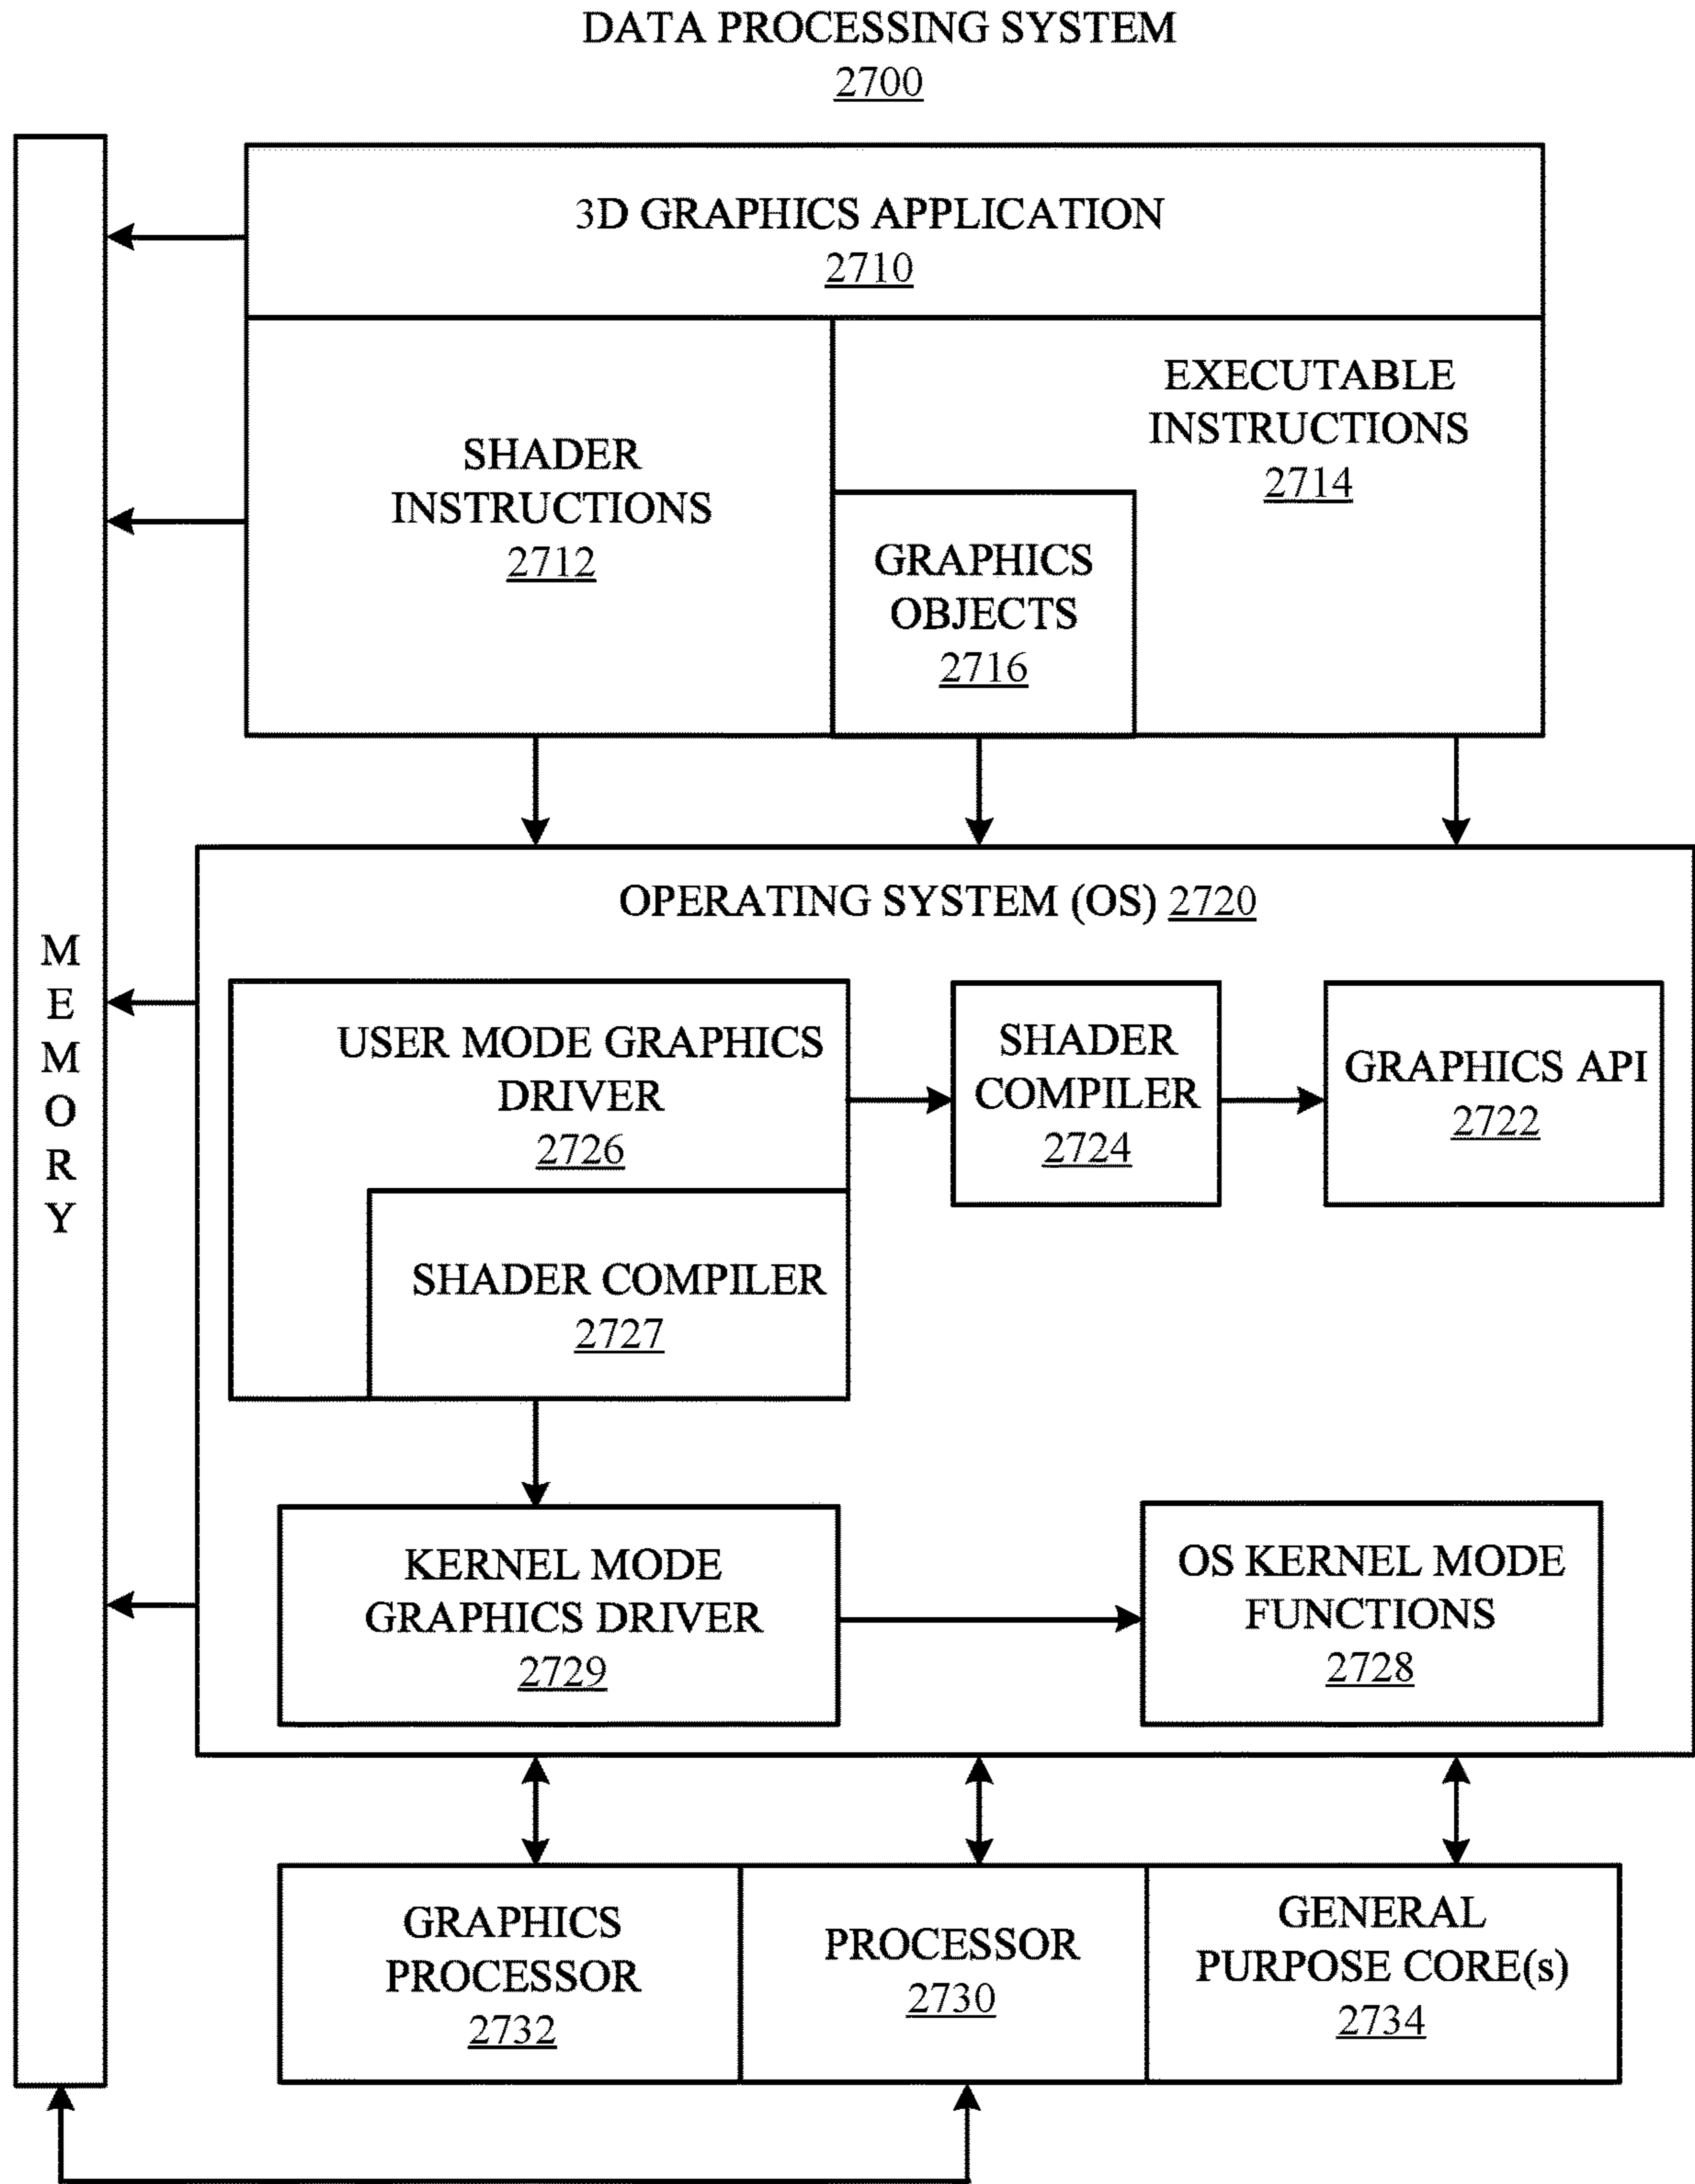 DATA PROCESSING SYSTEM
2700
3D GRAPHICS APPLICATION
2710
SHADER
INSTRUCTIONS
2712
EXECUTABLE
INSTRUCTIONS
2714
GRAPHICS
OBJECTS
2716
MEMORY
OPERATING SYSTEM (OS) 2720
USER MODE GRAPHICS
DRIVER
2726
SHADER
COMPILER
2724
GRAPHICS API
2722
SHADER COMPILER
2727
KERNEL MODE
GRAPHICS DRIVER
2729
OS KERNEL MODE
FUNCTIONS
2728
GRAPHICS
PROCESSOR
2732
PROCESSOR
2730
GENERAL
PURPOSE CORE(s)
2734